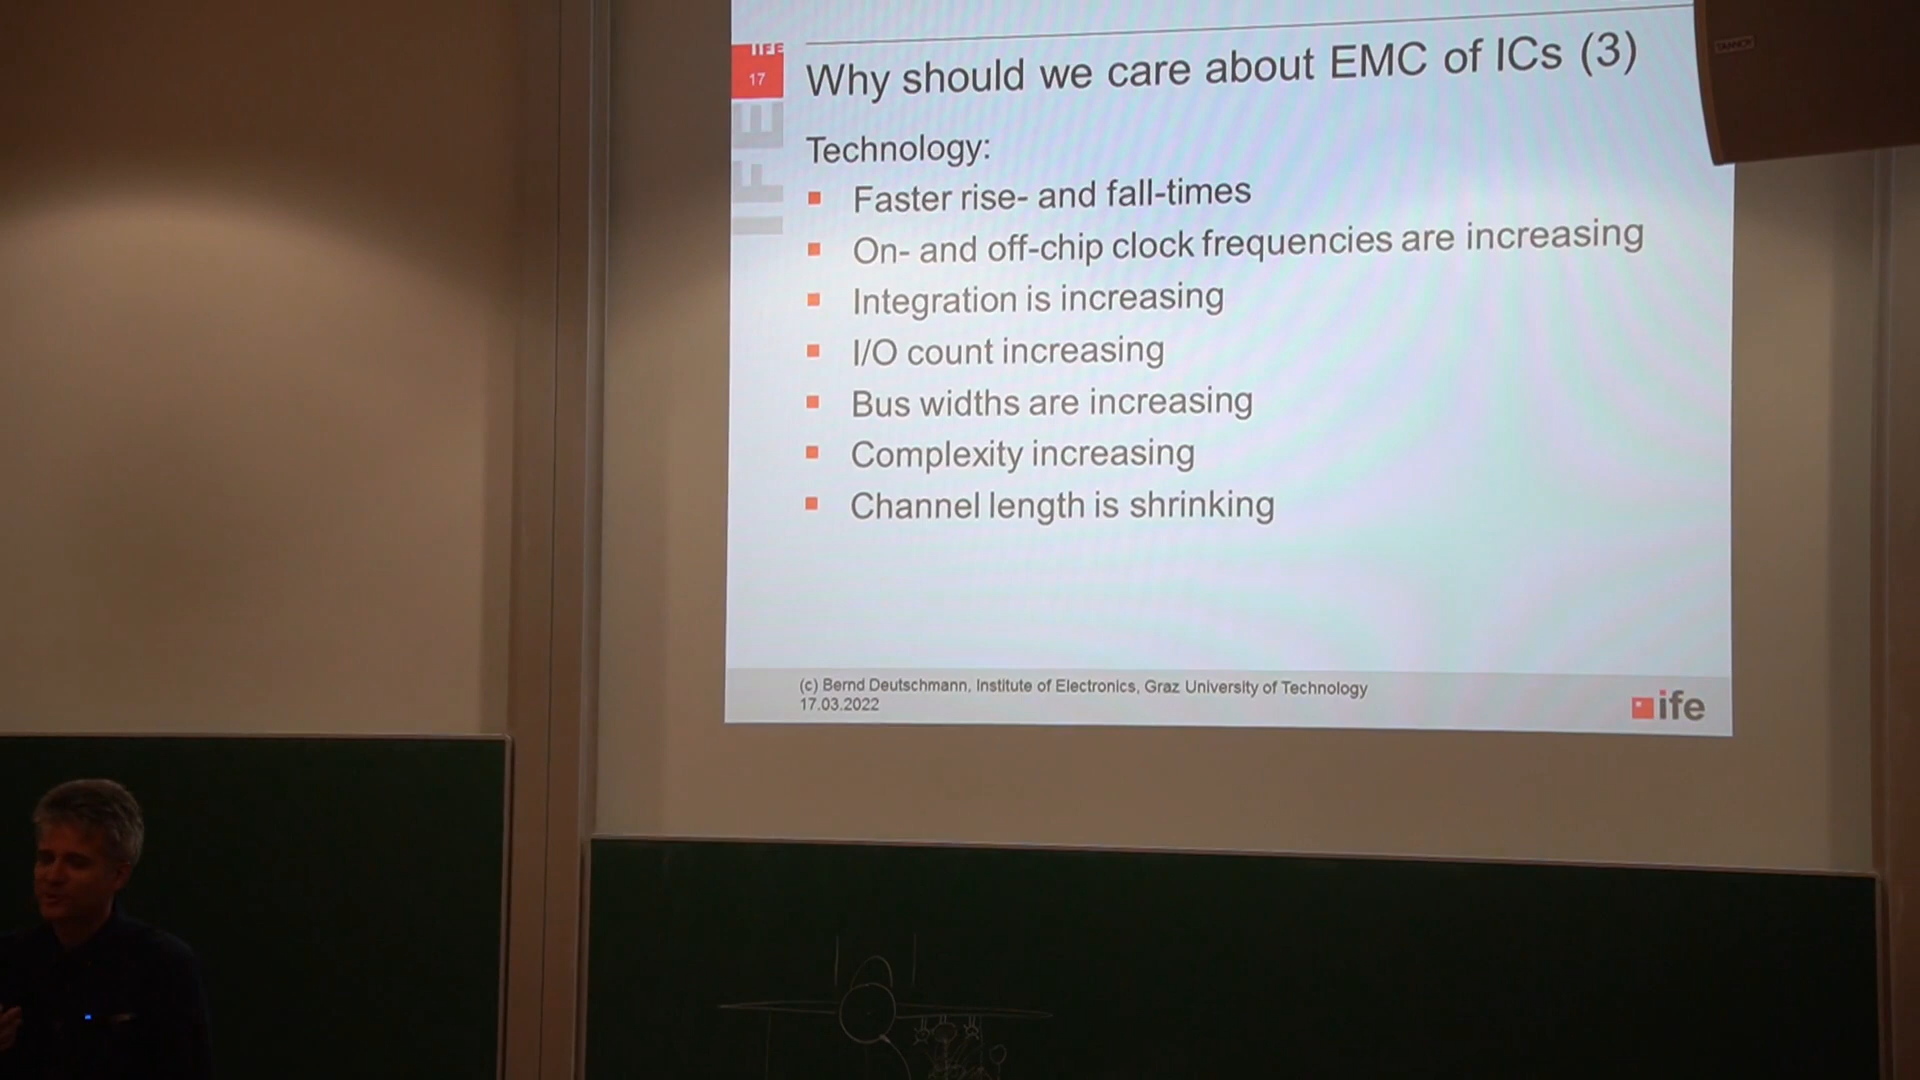 IFE
17
IFE
Why should we care about EMC of ICs (3)
Technology:
Faster rise- and fall-times
On- and off-chip clock frequencies are increasing
Integration is increasing
I/O count increasing
Bus widths are increasing
Complexity increasing
Channel length is shrinking
(c) Bernd Deutschmann, Institute of Electronics, Graz University of Technology
17.03.2022
ife
TANNOY